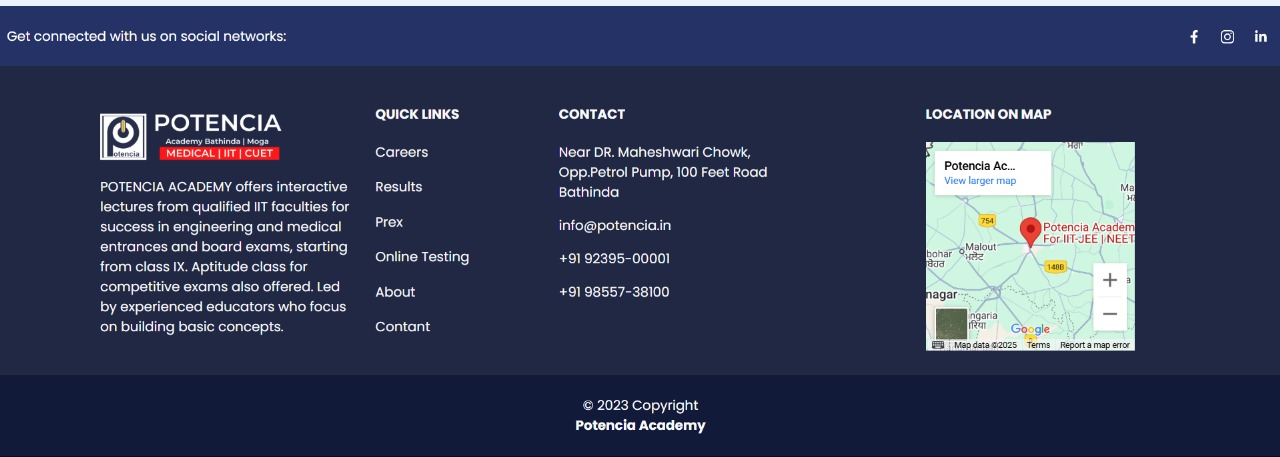 Get connected with us on social networks:
POTENCIA
Academy Bathinda | Moga
MEDICAL | IIT | CUET
Potencia
POTENCIA ACADEMY offers interactive
lectures from qualified IIT faculties for
success in engineering and medical
entrances and board exams, starting
from class IX. Aptitude class for
competitive exams also offered. Led
by experienced educators who focus
on building basic concepts.
QUICK LINKS
Careers
Results
Prex
Online Testing
About
Contant
CONTACT
Near DR. Maheshwari Chowk,
Opp.Petrol Pump, 100 Feet Road
Bathinda
info@potencia.in
+91 92395-00001
+91 98557-38100
LOCATION ON MAP
Potencia Ac...
View larger map
754
Potencia Academ
For IIT-JEE | NEET
Malout
ਮਲੋਟ
bohar
148B
nagar
ngaria
Google
Map data ©2025 Terms Report a map error
© 2023 Copyright
Potencia Academy